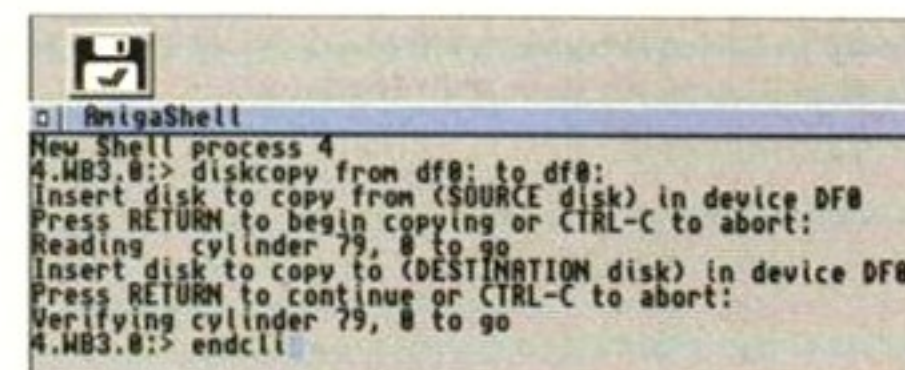 AmigaShell
New Shell process 4
4.WB3.0:> diskcopy from df0: to df0:
Insert disk to copy from (SOURCE disk) in device DF0
Press RETURN to begin copying or CTRL-C to abort:
Reading   cylinder 79, 0 to go
Insert disk to copy to (DESTINATION disk) in device DF0
Press RETURN to continue or CTRL-C to abort:
Verifying cylinder 79, 0 to go
4.WB3.0:> endcli